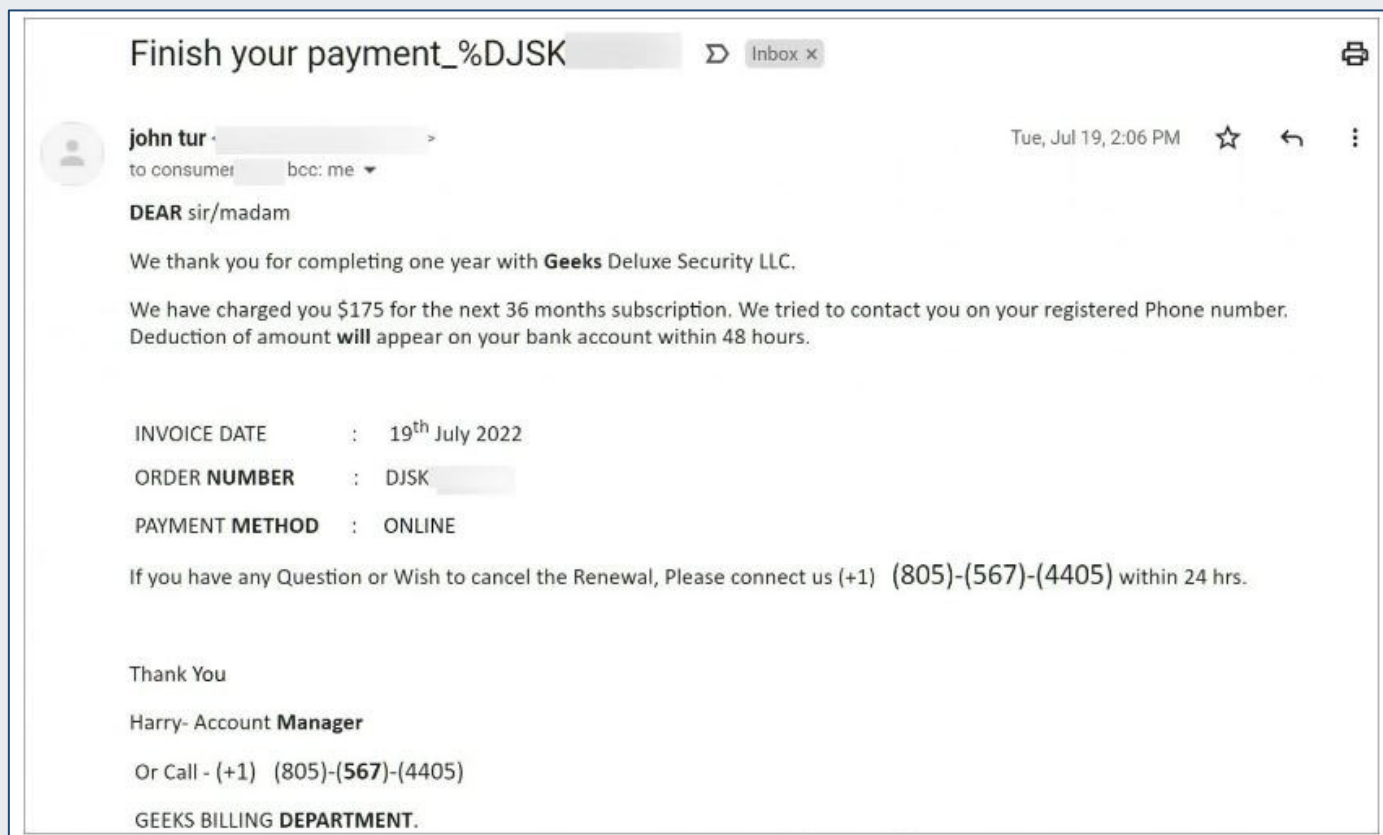 Finish your payment_%DJSK
Inbox ×
john tur
Tue, Jul 19, 2:06 PM
to consumer bcc: me
DEAR sir/madam
We thank you for completing one year with Geeks Deluxe Security LLC.
We have charged you $175 for the next 36 months subscription. We tried to contact you on your registered Phone number.
Deduction of amount will appear on your bank account within 48 hours.
INVOICE DATE : 19th July 2022
ORDER NUMBER : DJSK
PAYMENT METHOD : ONLINE
If you have any Question or Wish to cancel the Renewal, Please connect us (+1) (805)-(567)-(4405) within 24 hrs.
Thank You
Harry- Account Manager
Or Call - (+1) (805)-(567)-(4405)
GEEKS BILLING DEPARTMENT.